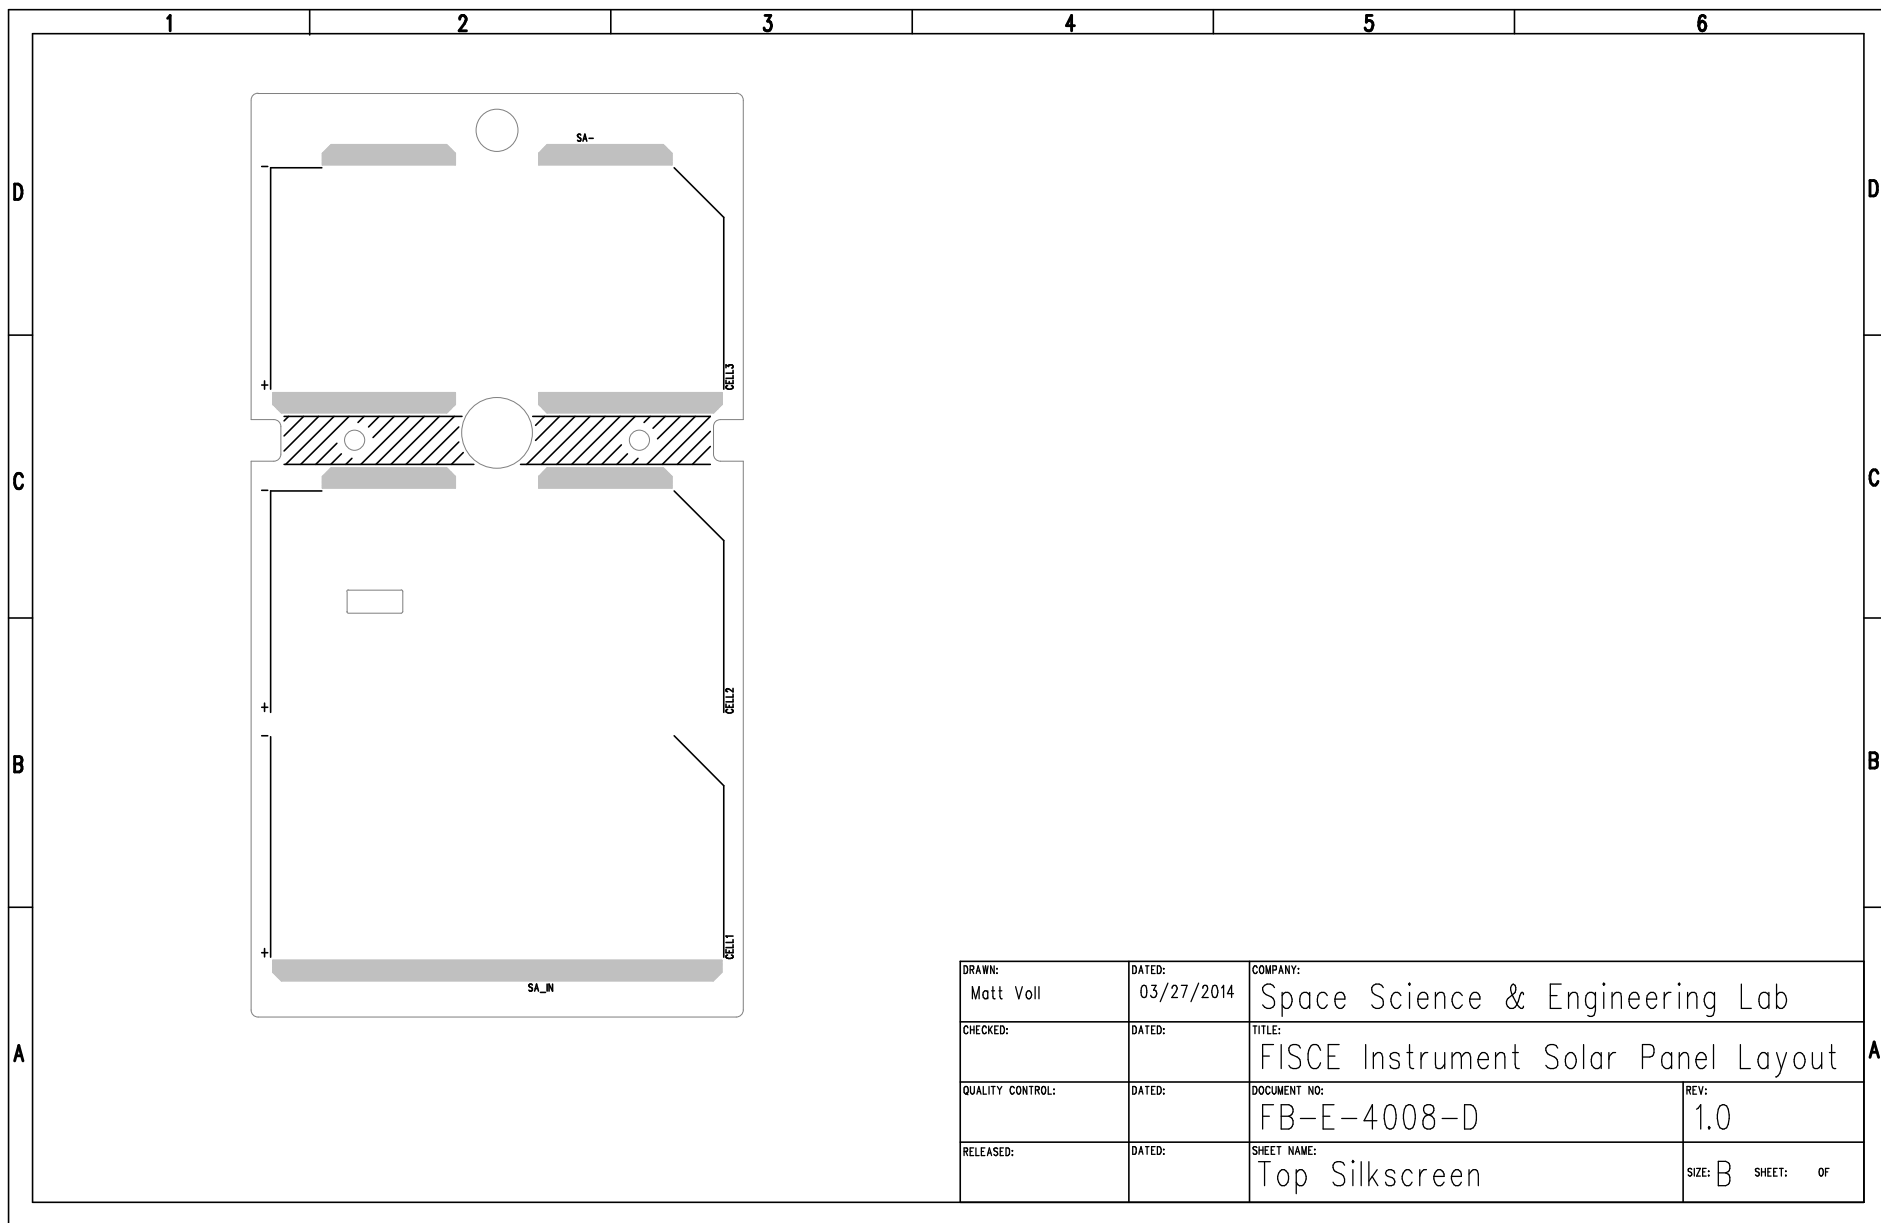 1 2 3 4 5 6
SA-
-
D D
+
CELL3
C C
-
+
CELL2
-
B B
+
CELL1
SA_IN
DRAWN: DATED: COMPANY:
Matt Voll 03/27/2014 Space Science & Engineering Lab
CHECKED: DATED: TITLE:
FISCE Instrument Solar Panel Layout
A A
QUALITY CONTROL: DATED: DOCUMENT NO: REV:
FB-E-4008-D 1.0
RELEASED: DATED: SHEET NAME:
Top Silkscreen SIZE: B SHEET: OF